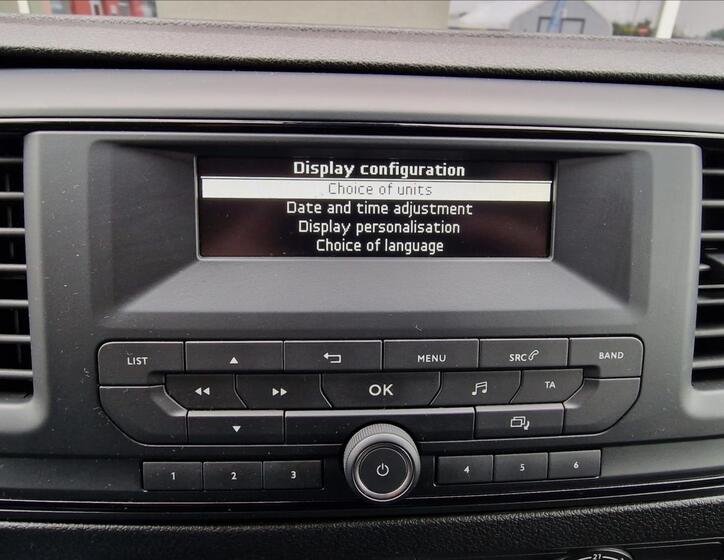 Display configuration
Choice of units
Date and time adjustment
Display personalisation
Choice of language
LIST MENU SRC BAND
OK TA
1 2 3 4 5 6
21